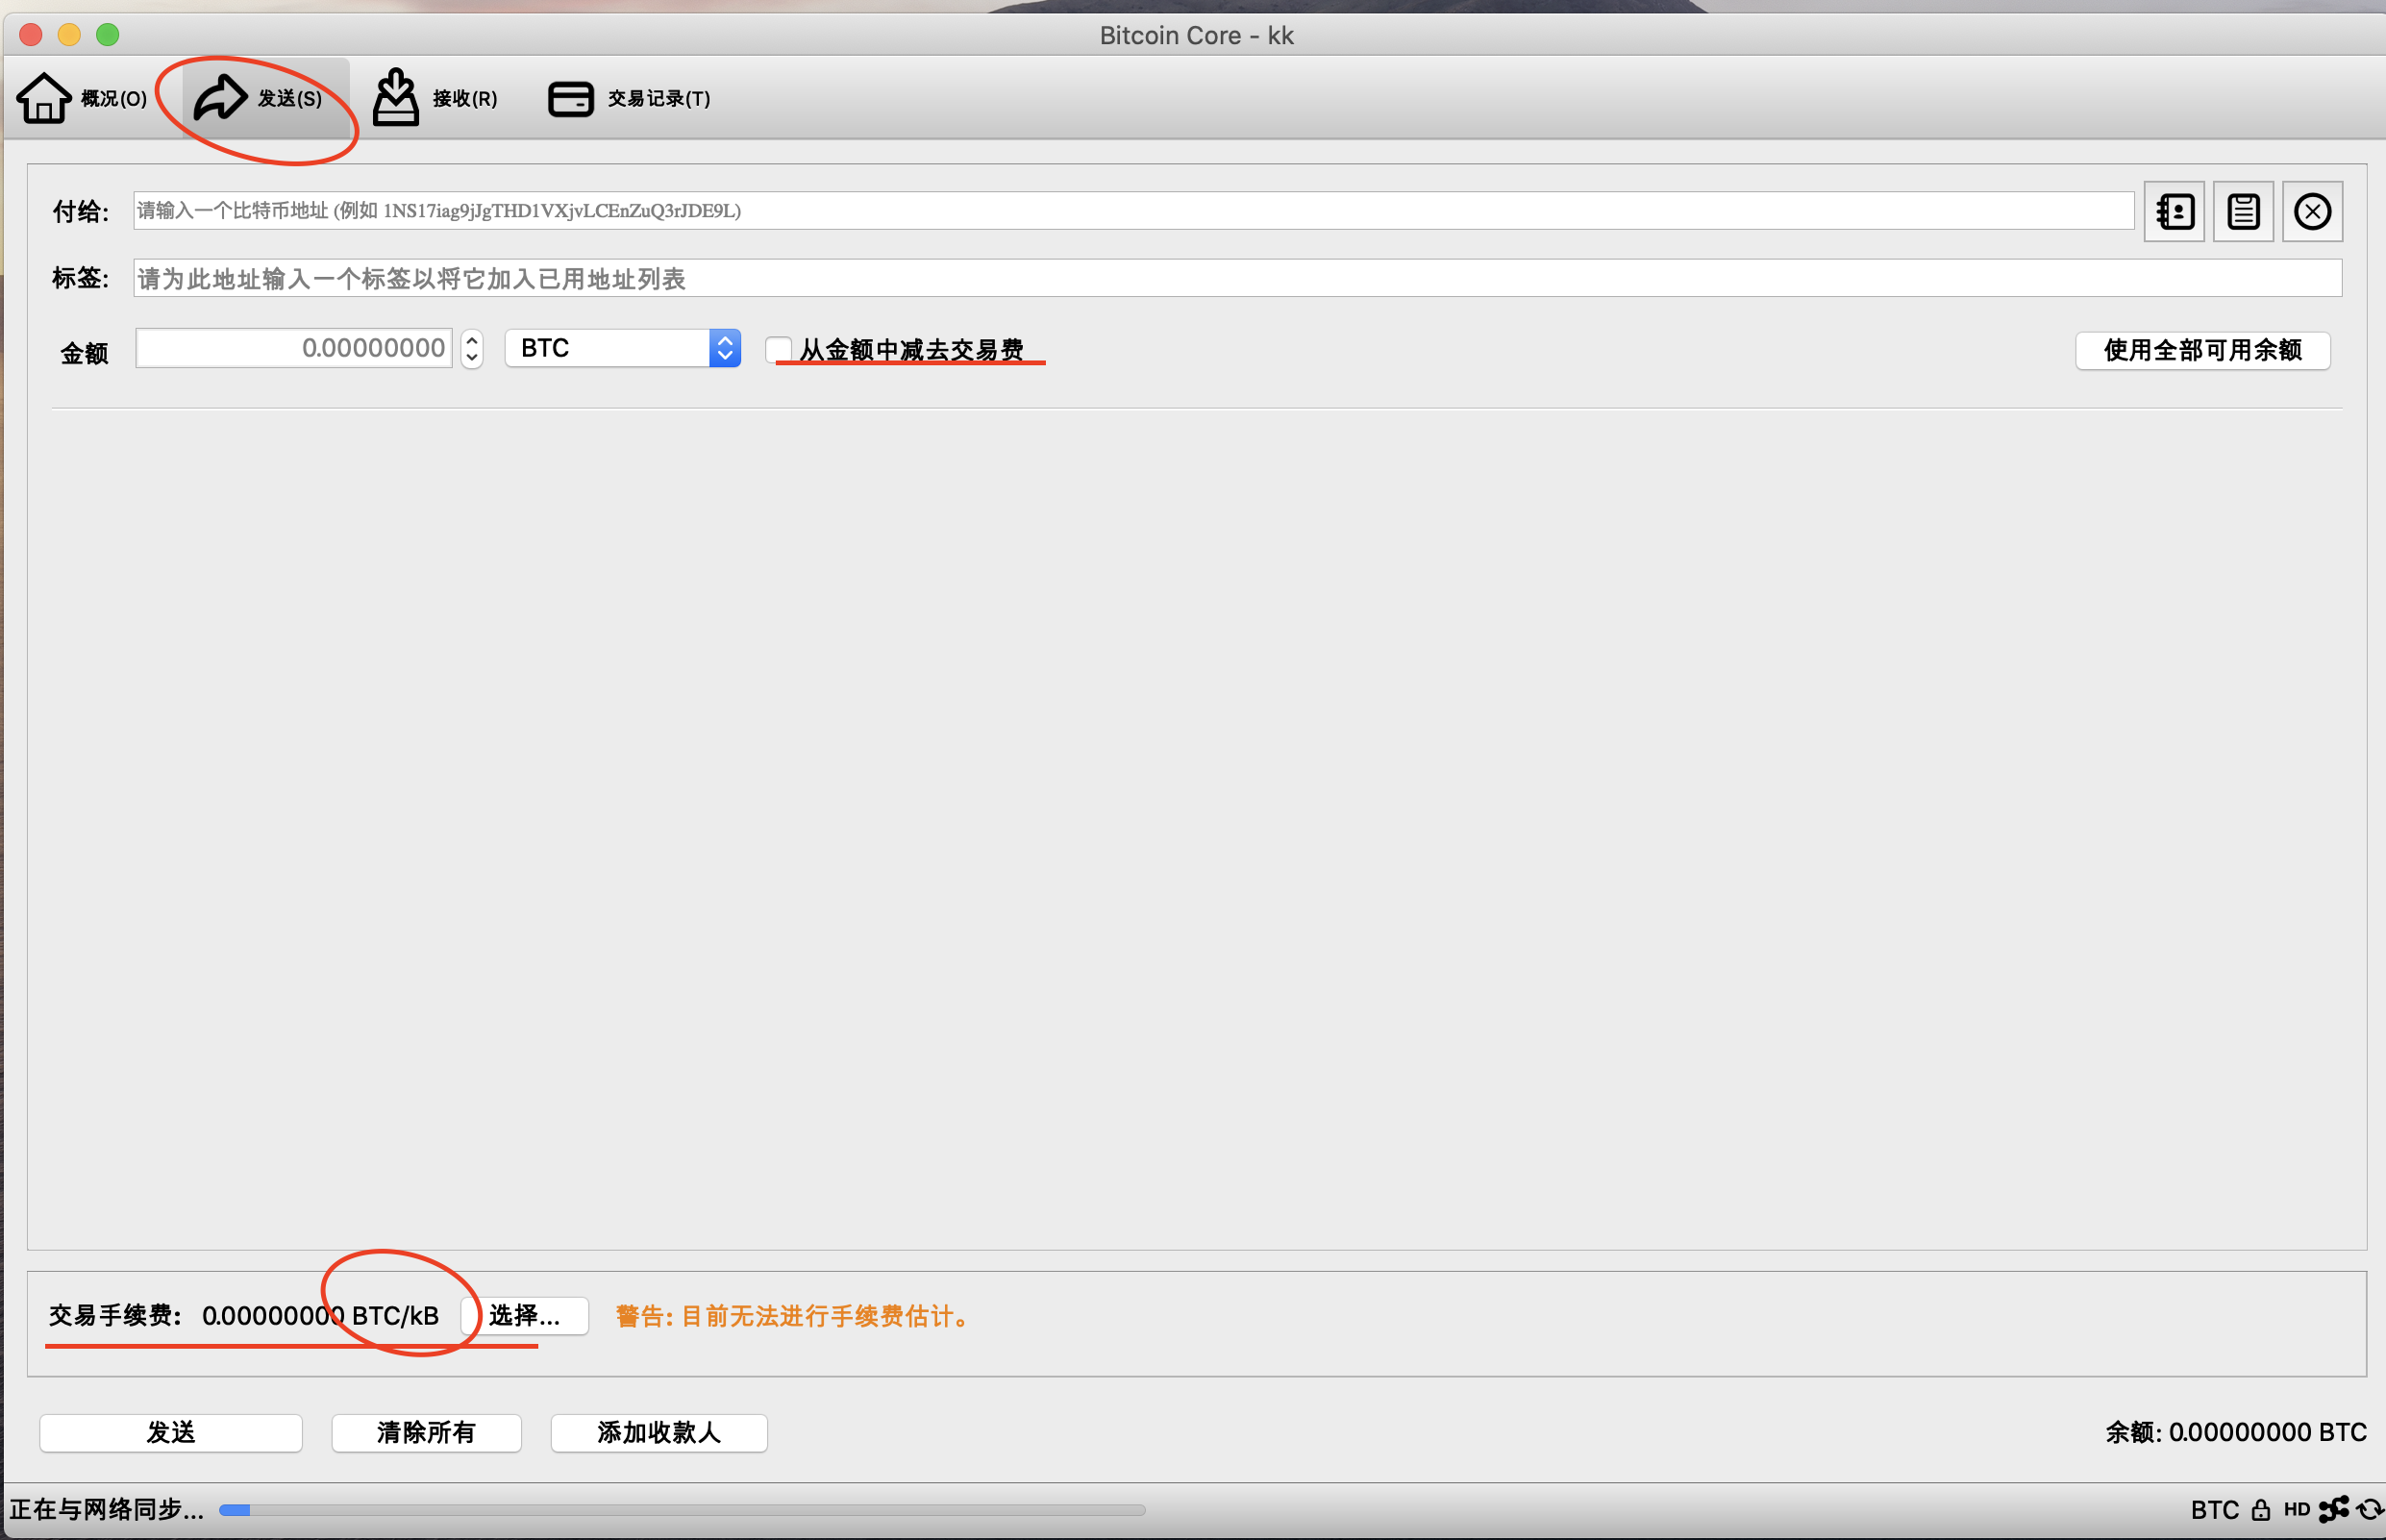 Bitcoin Core - kk
概况(O) 发送(S) 接收(R) 交易记录(T)
付给: 请输入一个比特币地址 (例如 1NS17iag9jJgTHD1VXjvLCEnZuQ3rJDE9L)
标签: 请为此地址输入一个标签以将它加入已用地址列表
金额 0.00000000 BTC 从金额中减去交易费 使用全部可用余额
交易手续费: 0.00000000 BTC/kB 选择... 警告: 目前无法进行手续费估计。
发送 清除所有 添加收款人 余额: 0.00000000 BTC
正在与网络同步... BTC HD